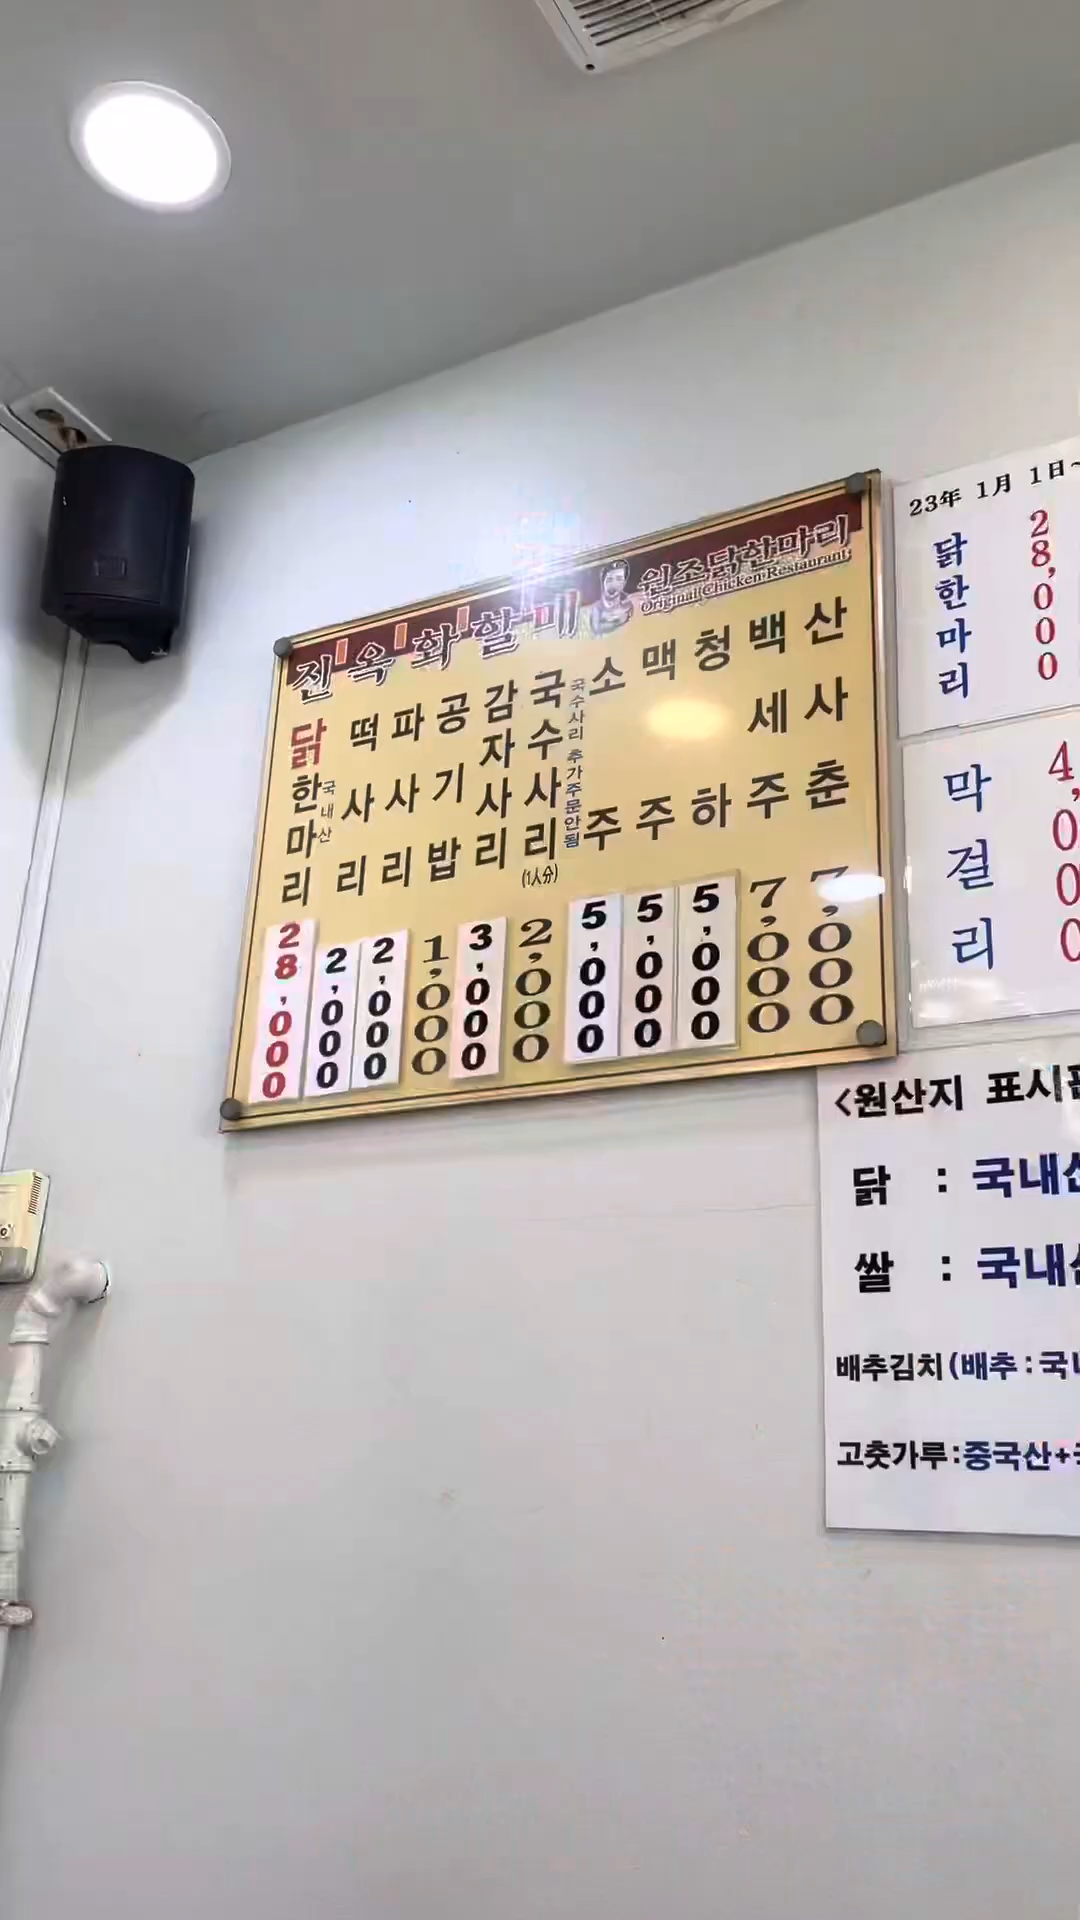 진옥화할매
원조닭한마리
Original Chicken Restaurant
닭한마리 국내산 28,000
떡사리 2,000
파사리 2,000
공기밥 1,000
감자사리 3,000
국수사리 (1人分) 2,000
국수사리 추가주문안됨
소주 5,000
맥주 5,000
청하 5,000
백세주 7,000
산사춘 7,000
23年 1月 1日~
닭한마리 28,000
막걸리 4,000
<원산지 표시
닭 : 국내산
쌀 : 국내산
배추김치(배추:국내
고춧가루:중국산+